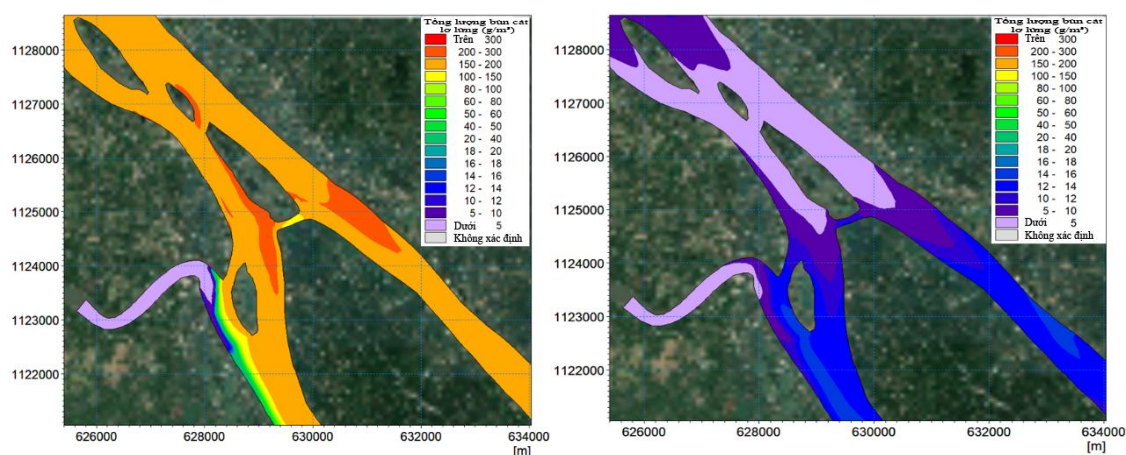 Tổng lượng bùn cát
lơ lửng (g/m³)
Trên 300
200 - 300
150 - 200
100 - 150
80 - 100
60 - 80
50 - 60
40 - 50
20 - 40
18 - 20
16 - 18
14 - 16
12 - 14
10 - 12
5 - 10
Dưới 5
Không xác định
1128000
1127000
1126000
1125000
1124000
1123000
1122000
626000 628000 630000 632000 634000
[m]
Tổng lượng bùn cát
lơ lửng (g/m³)
Trên 300
200 - 300
150 - 200
100 - 150
80 - 100
60 - 80
50 - 60
40 - 50
20 - 40
18 - 20
16 - 18
14 - 16
12 - 14
10 - 12
5 - 10
Dưới 5
Không xác định
1128000
1127000
1126000
1125000
1124000
1123000
1122000
626000 628000 630000 632000 634000
[m]